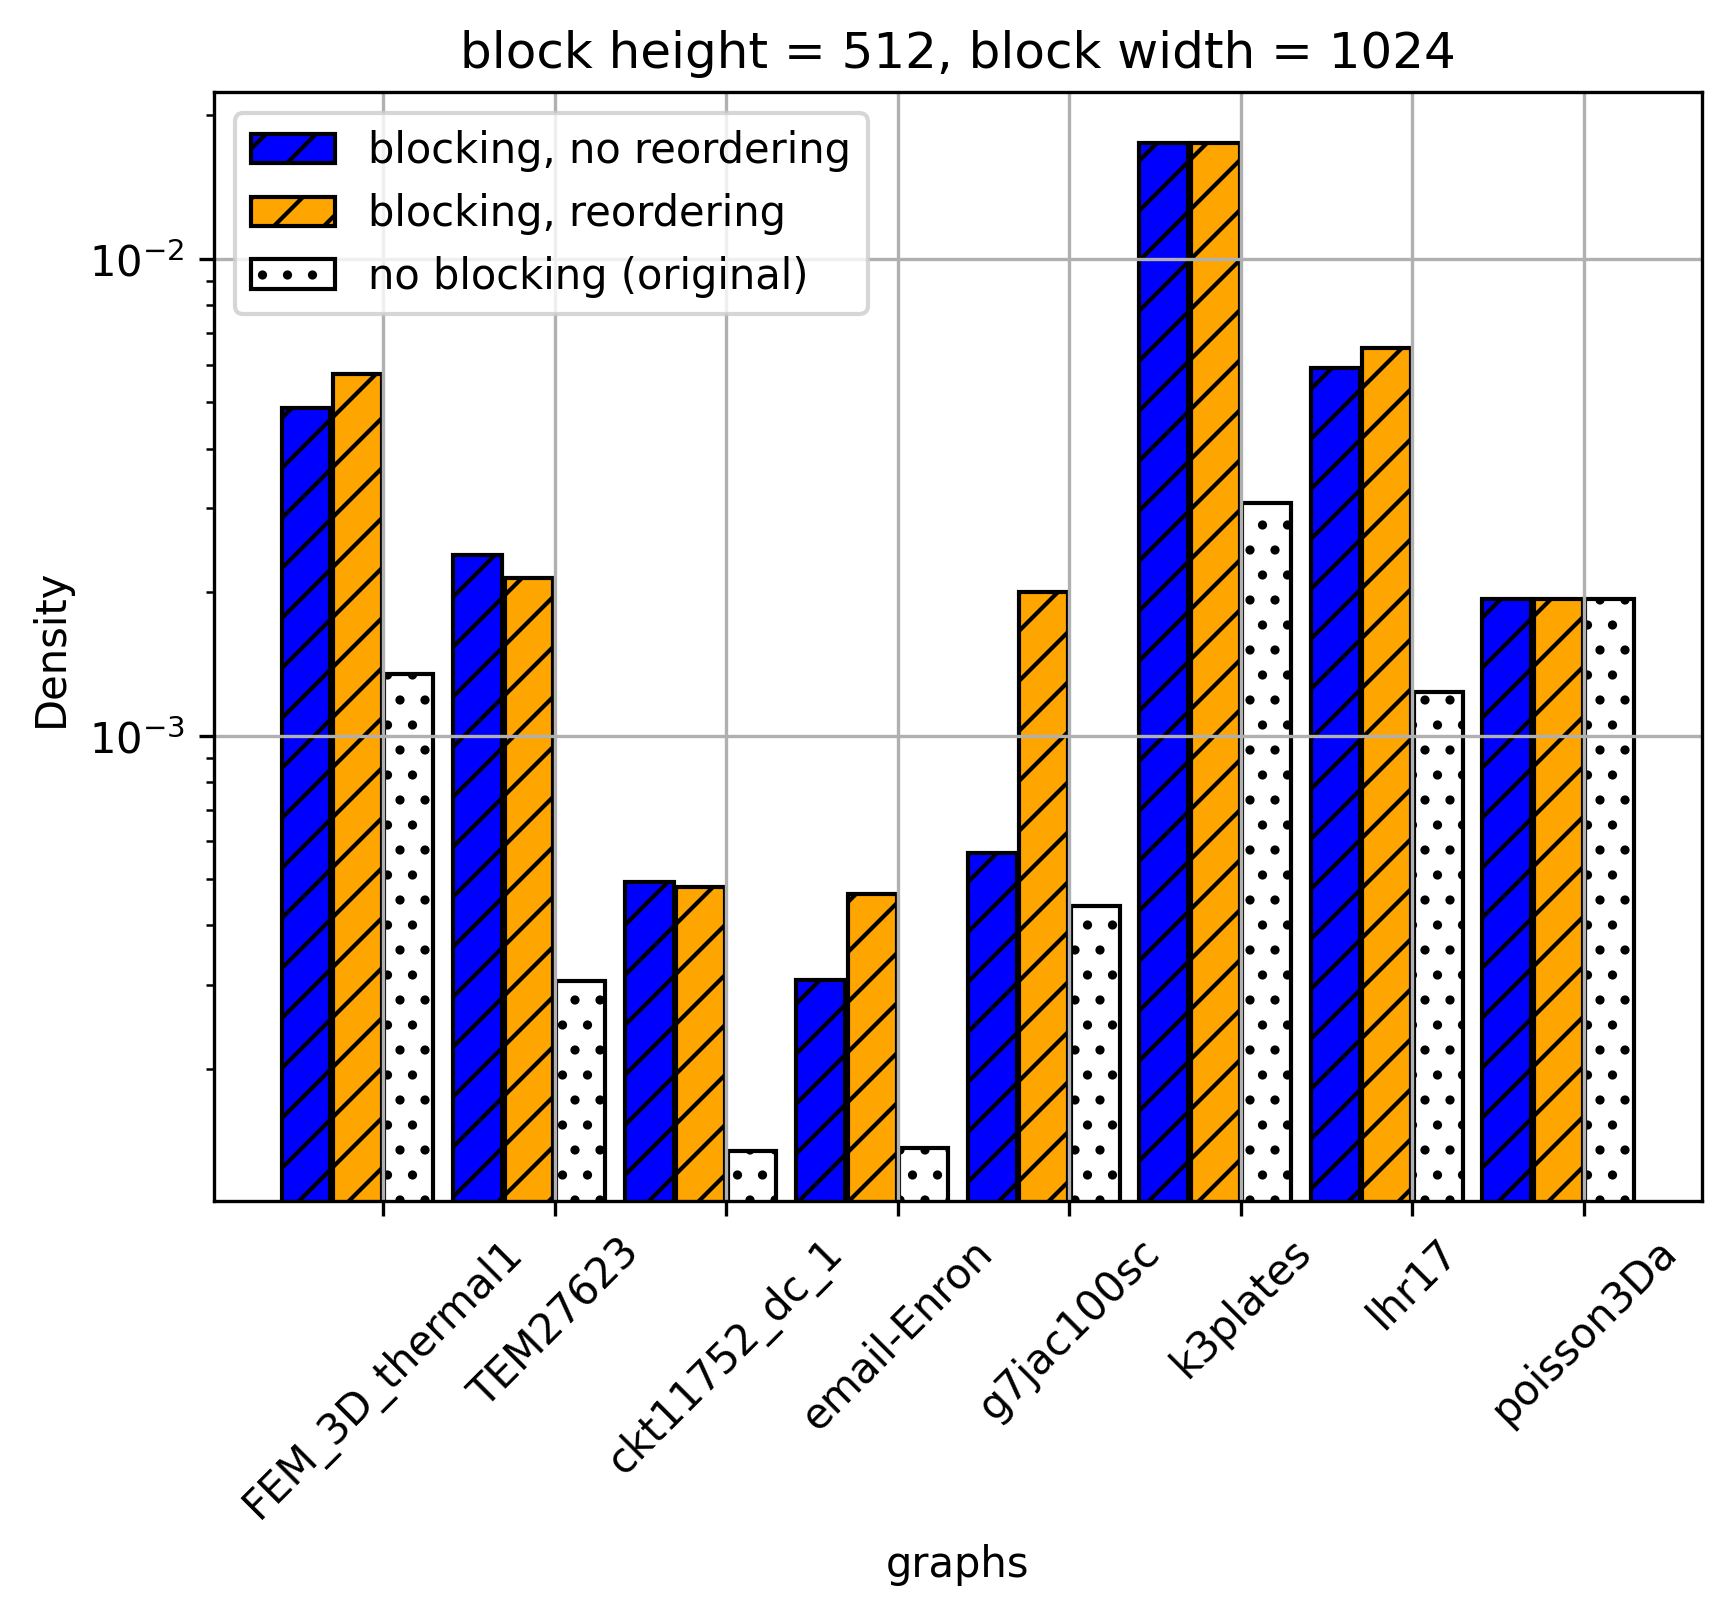 block height = 512, block width = 1024
blocking, no reordering
blocking, reordering
no blocking (original)
10⁻²
10⁻³
Density
FEM_3D_thermal1
TEM27623
ckt11752_dc_1
email-Enron
g7jac100sc
k3plates
lhr17
poisson3Da
graphs